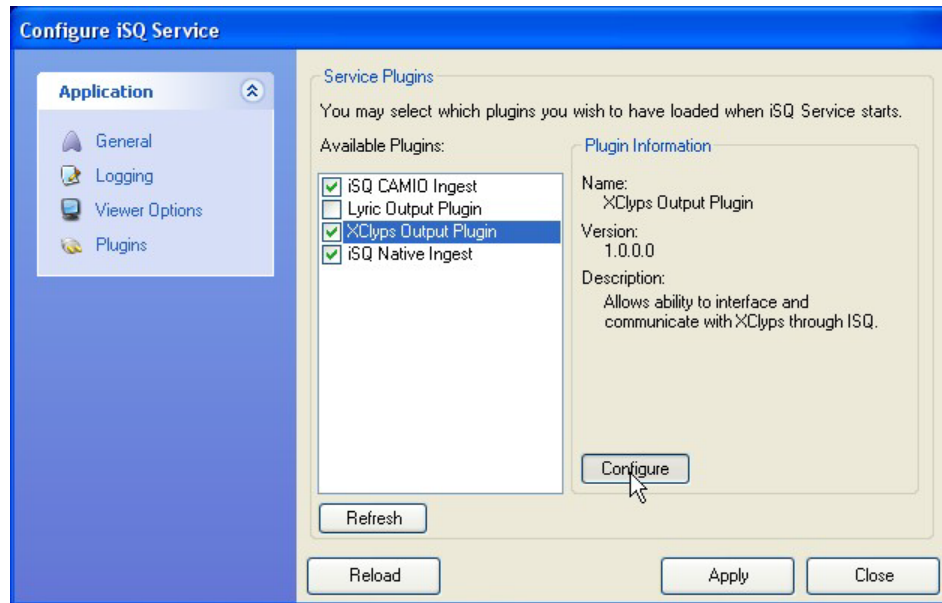 Configure iSQ Service
Application
General
Logging
Viewer Options
Plugins
Service Plugins
You may select which plugins you wish to have loaded when iSQ Service starts.
Available Plugins:
iSQ CAMIO Ingest
Lyric Output Plugin
XClyps Output Plugin
iSQ Native Ingest
Plugin Information
Name:
XClyps Output Plugin
Version:
1.0.0.0
Description:
Allows ability to interface and
communicate with XClyps through ISQ.
Configure
Refresh
Reload
Apply
Close